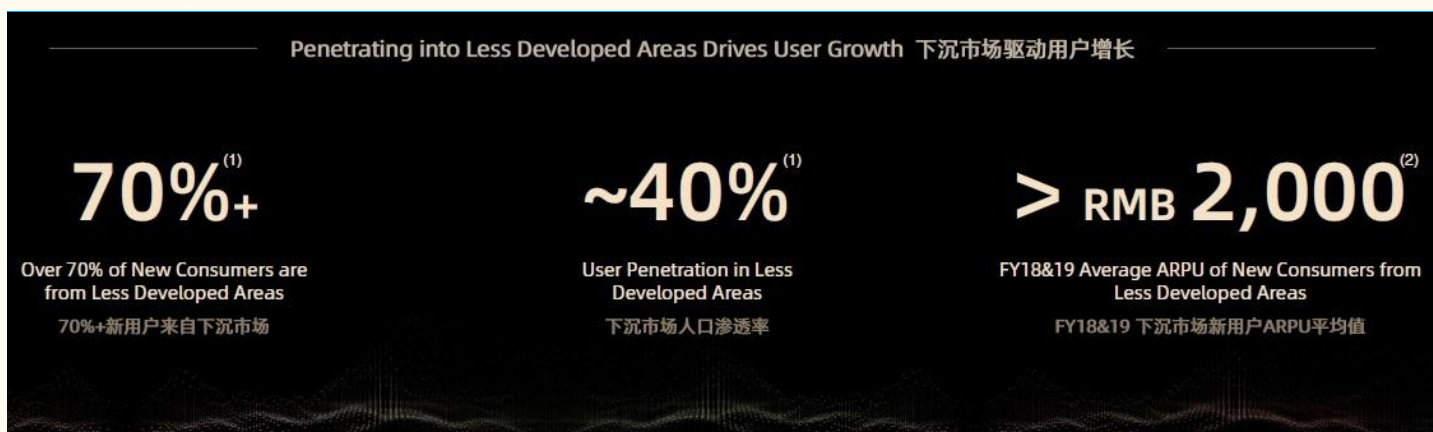 Penetrating into Less Developed Areas Drives User Growth 下沉市场驱动用户增长
70%+(1)
Over 70% of New Consumers are
from Less Developed Areas
70%+新用户来自下沉市场
~40%(1)
User Penetration in Less
Developed Areas
下沉市场人口渗透率
> RMB 2,000(2)
FY18&19 Average ARPU of New Consumers from
Less Developed Areas
FY18&19 下沉市场新用户ARPU平均值